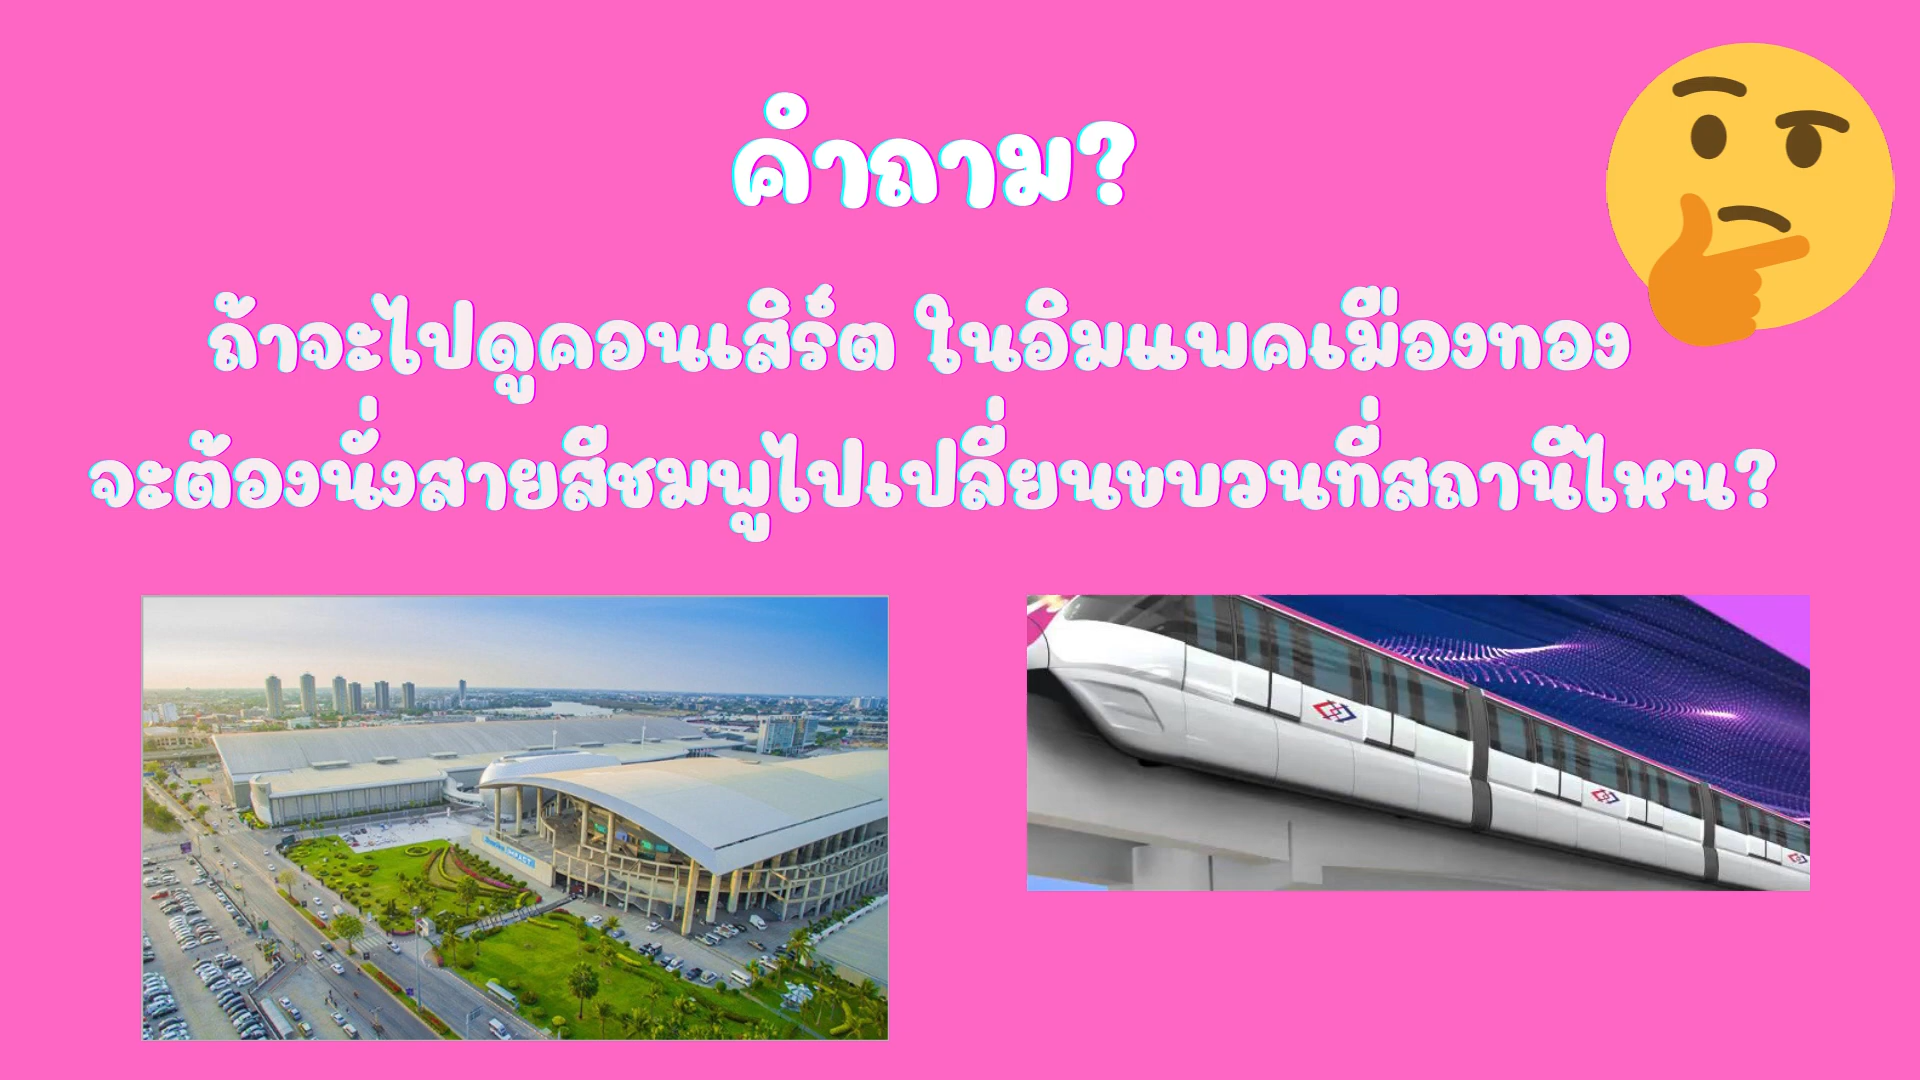 คำถาม?
ถ้าจะไปดูคอนเสิร์ต ในอิมแพคเมืองทอง
จะต้องนั่งสายสีชมพูไปเปลี่ยนขบวนที่สถานีไหน?
IMPACT